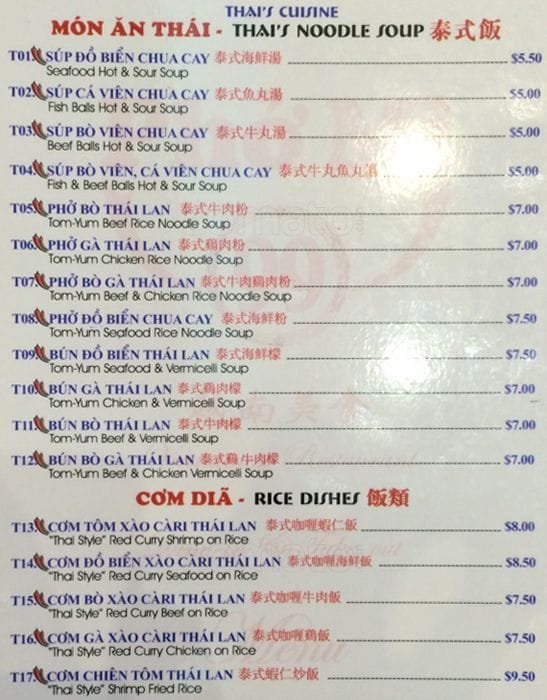 THAI'S CUISINE
MÓN ĂN THÁI - THAI'S NOODLE SOUP 泰式飯
T01 SÚP ĐỒ BIỂN CHUA CAY 泰式海鮮湯 $5.50
Seafood Hot & Sour Soup
T02 SÚP CÁ VIÊN CHUA CAY 泰式魚丸湯 $5.00
Fish Balls Hot & Sour Soup
T03 SÚP BÒ VIÊN CHUA CAY 泰式牛丸湯 $5.00
Beef Balls Hot & Sour Soup
T04 SÚP BÒ VIÊN, CÁ VIÊN CHUA CAY 泰式牛丸魚丸湯 $5.00
Fish & Beef Balls Hot & Sour Soup
T05 PHỞ BÒ THÁI LAN 泰式牛肉粉 $7.00
Tom-Yum Beef Rice Noodle Soup
T06 PHỞ GÀ THÁI LAN 泰式鶏肉粉 $7.00
Tom-Yum Chicken Rice Noodle Soup
T07 PHỞ BÒ GÀ THÁI LAN 泰式牛肉鶏肉粉 $7.00
Tom-Yum Beef & Chicken Rice Noodle Soup
T08 PHỞ ĐỒ BIỂN CHUA CAY 泰式海鮮粉 $7.50
Tom-Yum Seafood Rice Noodle Soup
T09 BÚN ĐỒ BIỂN THÁI LAN 泰式海鮮檬 $7.50
Tom-Yum Seafood & Vermicelli Soup
T10 BÚN GÀ THÁI LAN 泰式鶏肉檬 $7.00
Tom-Yum Chicken & Vermicelli Soup
T11 BÚN BÒ THÁI LAN 泰式牛肉檬 $7.00
Tom-Yum Beef & Vermicelli Soup
T12 BÚN BÒ GÀ THÁI LAN 泰式鶏牛肉檬 $7.00
Tom-Yum Beef & Chicken Vermicelli Soup
CƠM DIÃ - RICE DISHES 飯類
T13 CƠM TÔM XÀO CÀRI THÁI LAN 泰式咖喱蝦仁飯 $8.00
"Thai Style" Red Curry Shrimp on Rice
T14 CƠM ĐỒ BIỂN XÀO CÀRI THÁI LAN 泰式咖喱海鮮飯 $8.50
"Thai Style" Red Curry Seafood on Rice
T15 CƠM BÒ XÀO CÀRI THÁI LAN 泰式咖喱牛肉飯 $7.50
"Thai Style" Red Curry Beef on Rice
T16 CƠM GÀ XÀO CÀRI THÁI LAN 泰式咖喱鶏飯 $7.50
"Thai Style" Red Curry Chicken on Rice
T17 CƠM CHIÊN TÔM THÁI LAN 泰式蝦仁炒飯 $9.50
"Thai Style" Shrimp Fried Rice